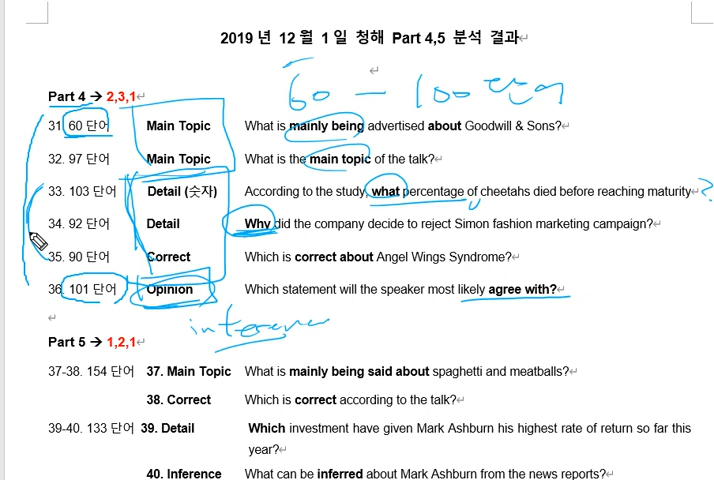 2019 년 12 월 1 일 청해 Part 4,5 분석 결과
60 - 100 단어
Part 4 → 2,3,1
31. 60 단어 Main Topic What is mainly being advertised about Goodwill & Sons?
32. 97 단어 Main Topic What is the main topic of the talk?
33. 103 단어 Detail (숫자) According to the study, what percentage of cheetahs died before reaching maturity ?
34. 92 단어 Detail Why did the company decide to reject Simon fashion marketing campaign?
35. 90 단어 Correct Which is correct about Angel Wings Syndrome?
36. 101 단어 Opinion Which statement will the speaker most likely agree with?
inference
Part 5 → 1,2,1
37-38. 154 단어 37. Main Topic What is mainly being said about spaghetti and meatballs?
38. Correct Which is correct according to the talk?
39-40. 133 단어 39. Detail Which investment have given Mark Ashburn his highest rate of return so far this
year?
40. Inference What can be inferred about Mark Ashburn from the news reports?